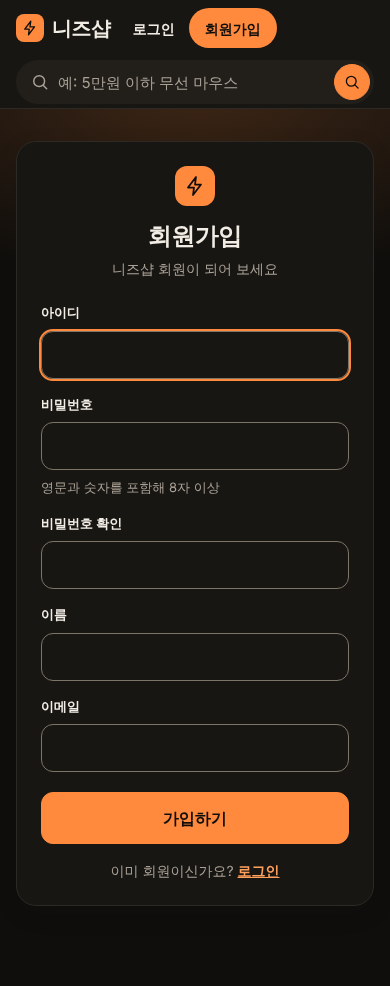 니즈샵 로그인 회원가입
예: 5만원 이하 무선 마우스
회원가입
니즈샵 회원이 되어 보세요
아이디
비밀번호
영문과 숫자를 포함해 8자 이상
비밀번호 확인
이름
이메일
가입하기
이미 회원이신가요? 로그인